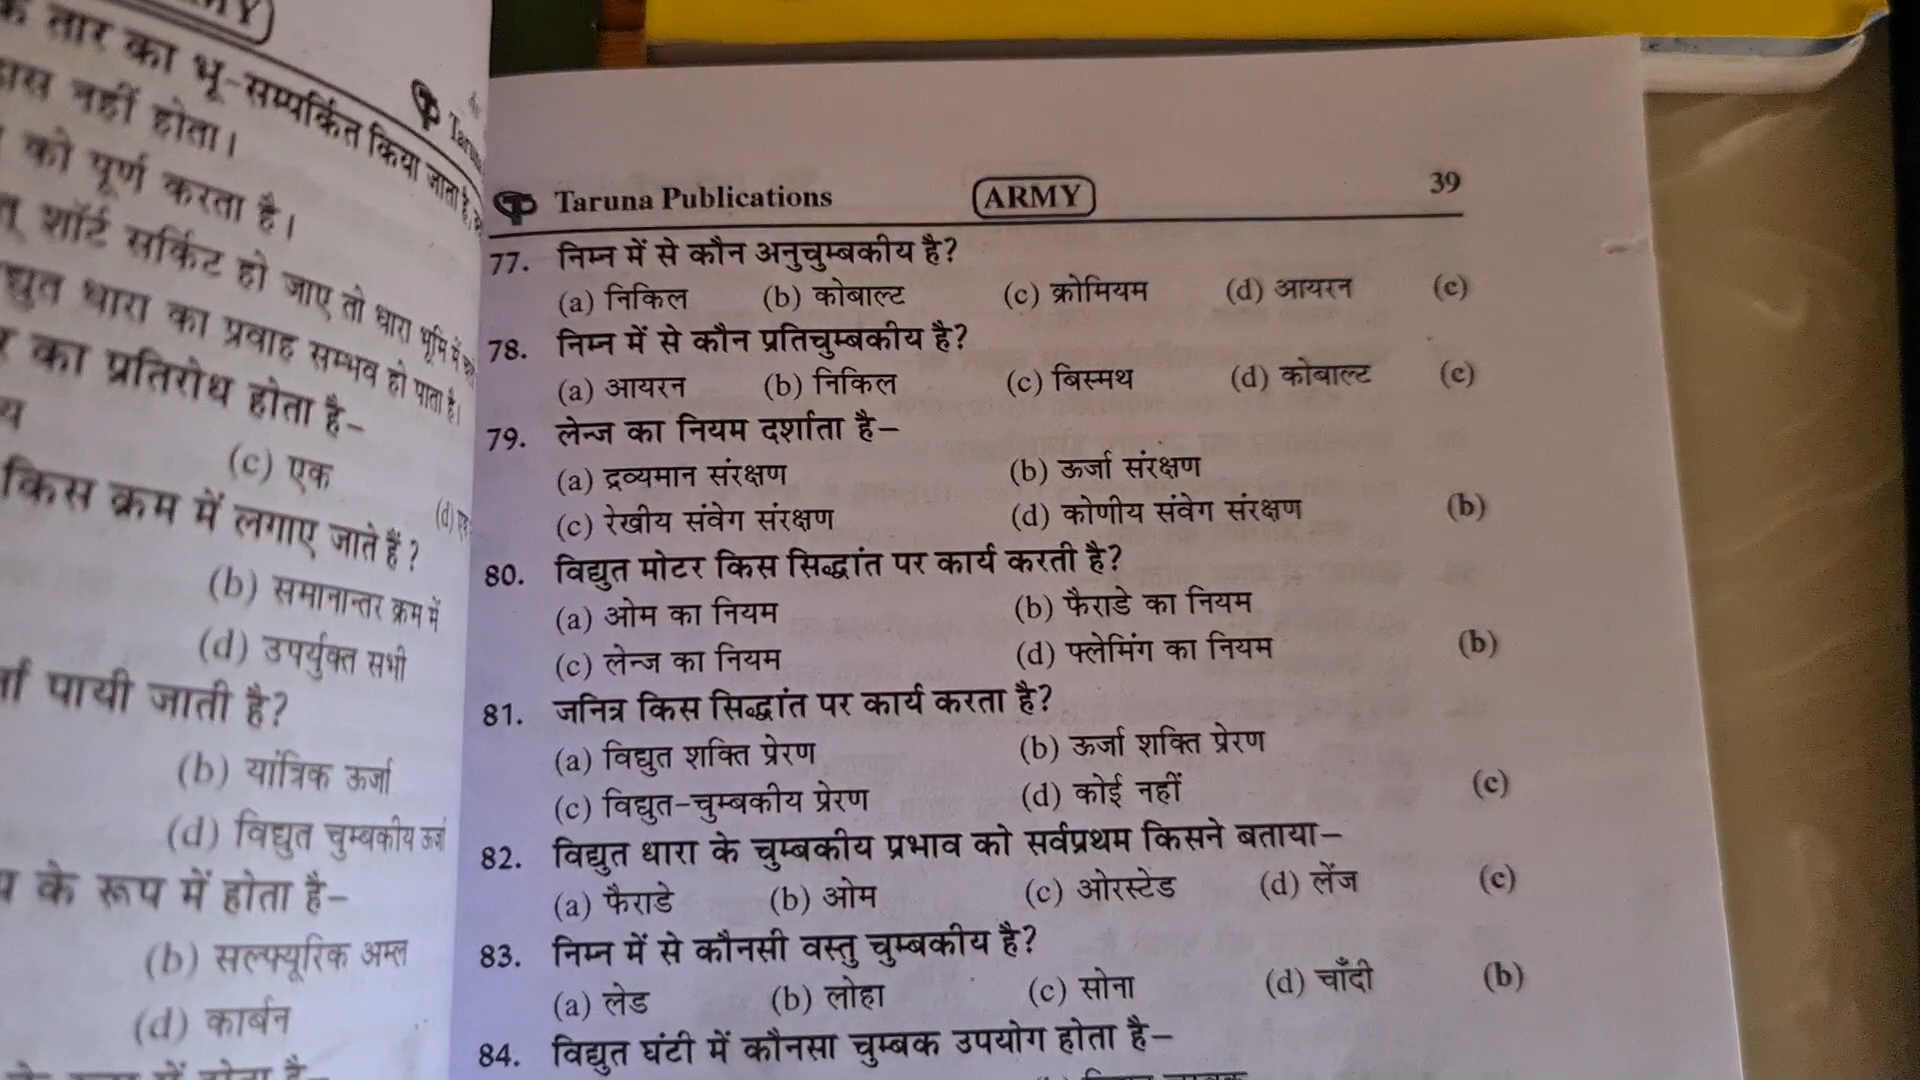 तार का भू-सम्पर्कित किया जाता है,
नहीं होता।
को पूर्ण करता है।
शॉर्ट सर्किट हो जाए तो धारा भूमि में
धारा का प्रवाह सम्भव हो पाता है।
का प्रतिरोध होता है–
(c) एक
(d)
किस क्रम में लगाए जाते हैं?
(b) समानान्तर क्रम में
(d) उपर्युक्त सभी
पायी जाती है?
(b) यांत्रिक ऊर्जा
(d) विद्युत चुम्बकीय ऊर्जा
के रूप में होता है–
(b) सल्फ्यूरिक अम्ल
(d) कार्बन
Taruna Publications ARMY 39
77. निम्न में से कौन अनुचुम्बकीय है?
(a) निकिल (b) कोबाल्ट (c) क्रोमियम (d) आयरन (c)
78. निम्न में से कौन प्रतिचुम्बकीय है?
(a) आयरन (b) निकिल (c) बिस्मथ (d) कोबाल्ट (c)
79. लेन्ज का नियम दर्शाता है–
(a) द्रव्यमान संरक्षण (b) ऊर्जा संरक्षण
(c) रेखीय संवेग संरक्षण (d) कोणीय संवेग संरक्षण (b)
80. विद्युत मोटर किस सिद्धांत पर कार्य करती है?
(a) ओम का नियम (b) फैराडे का नियम
(c) लेन्ज का नियम (d) फ्लेमिंग का नियम (b)
81. जनित्र किस सिद्धांत पर कार्य करता है?
(a) विद्युत शक्ति प्रेरण (b) ऊर्जा शक्ति प्रेरण
(c) विद्युत-चुम्बकीय प्रेरण (d) कोई नहीं (c)
82. विद्युत धारा के चुम्बकीय प्रभाव को सर्वप्रथम किसने बताया–
(a) फैराडे (b) ओम (c) ओरस्टेड (d) लेंज (c)
83. निम्न में से कौनसी वस्तु चुम्बकीय है?
(a) लेड (b) लोहा (c) सोना (d) चाँदी (b)
84. विद्युत घंटी में कौनसा चुम्बक उपयोग होता है–